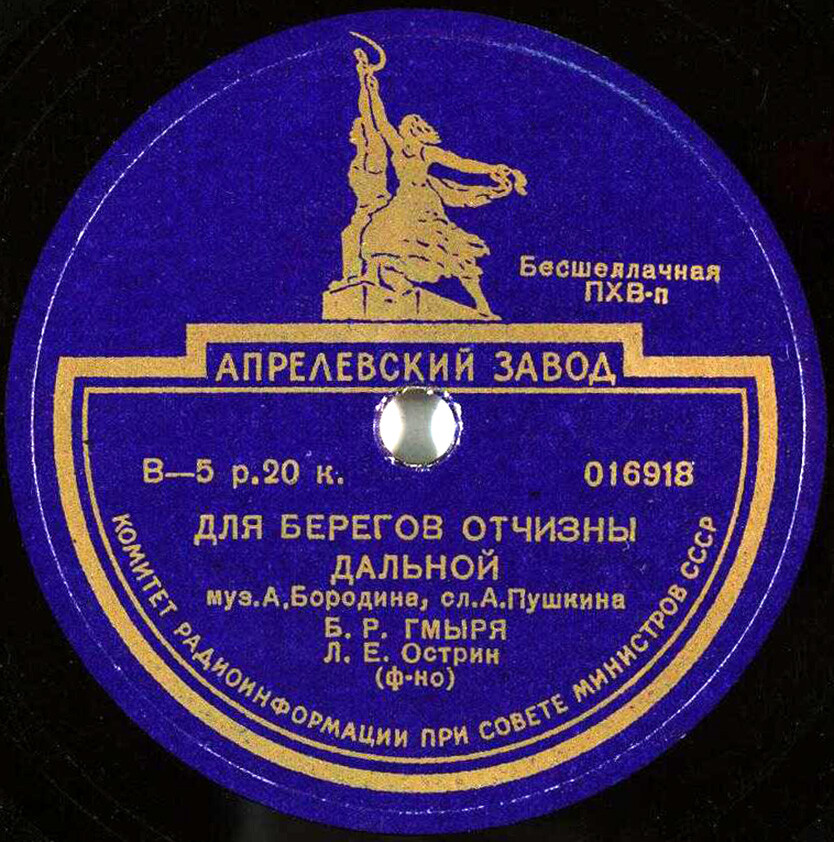 Бесшеллачная
ПХВ-п
АПРЕЛЕВСКИЙ ЗАВОД
В—5 р.20 к. 016918
ДЛЯ БЕРЕГОВ ОТЧИЗНЫ
ДАЛЬНОЙ
муз.А.Бородина, сл.А.Пушкина
Б. Р. ГМЫРЯ
Л. Е. Острин
(ф-но)
КОМИТЕТ РАДИОИНФОРМАЦИИ ПРИ СОВЕТЕ МИНИСТРОВ СССР